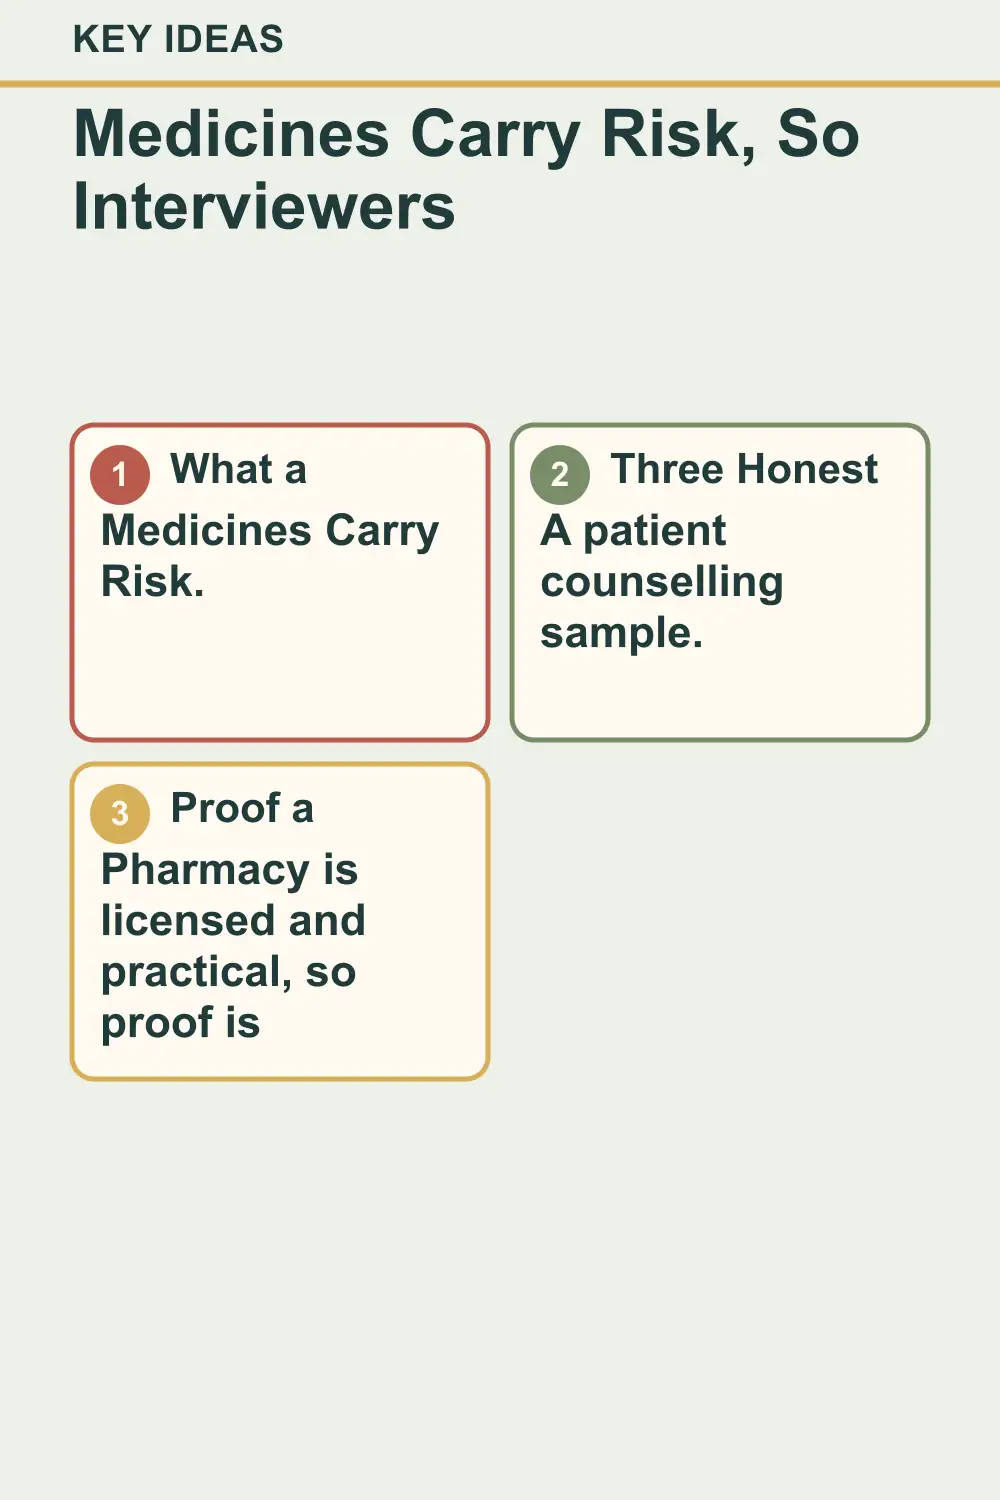 KEY IDEAS
Medicines Carry Risk, So
Interviewers
1 What a
Medicines Carry
Risk.
2 Three Honest
A patient
counselling
sample.
3 Proof a
Pharmacy is
licensed and
practical, so
proof is